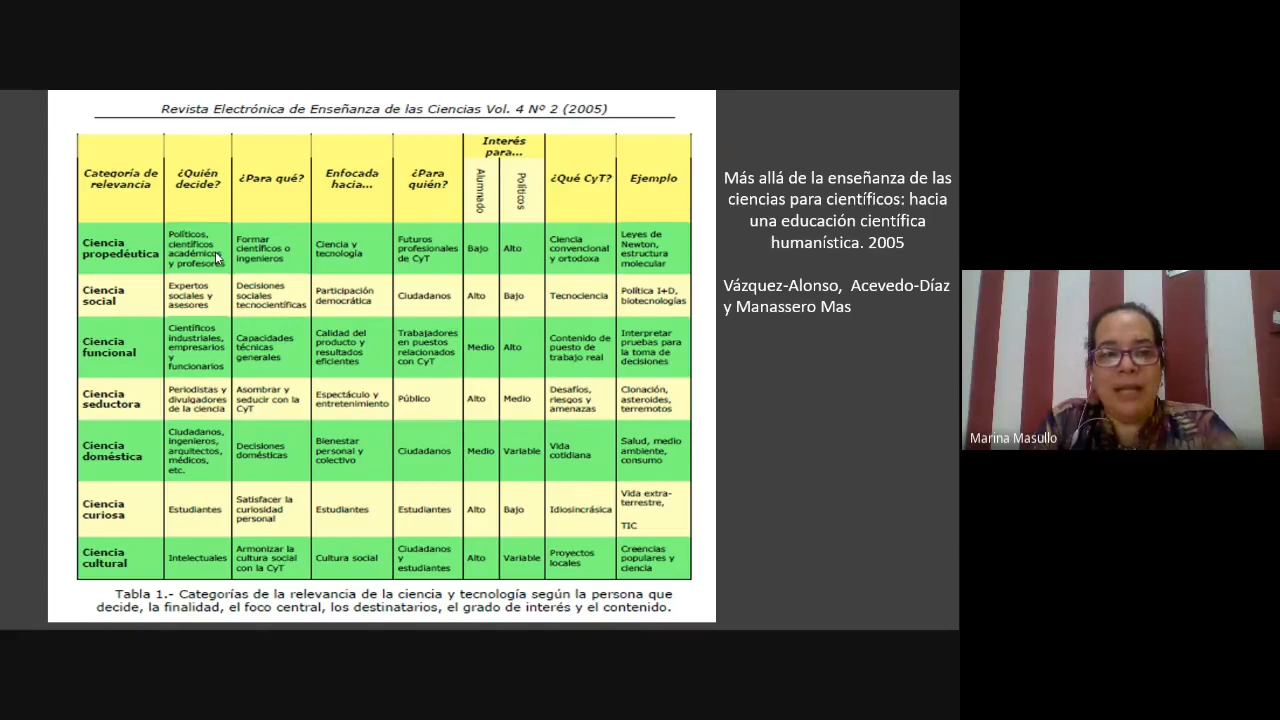 Revista Electrónica de Enseñanza de las Ciencias Vol. 4 Nº 2 (2005)
Categoría de relevancia
¿Quién decide?
¿Para qué?
Enfocada hacia...
¿Para quién?
Interés para...
Alumnado
Políticos
¿Qué CyT?
Ejemplo
Ciencia propedéutica
Políticos, científicos académicos y profesores
Formar científicos o ingenieros
Ciencia y tecnología
Futuros profesionales de CyT
Bajo
Alto
Ciencia convencional y ortodoxa
Leyes de Newton, estructura molecular
Ciencia social
Expertos sociales y asesores
Decisiones sociales tecnocientíficas
Participación democrática
Ciudadanos
Alto
Bajo
Tecnociencia
Política I+D, biotecnologías
Ciencia funcional
Científicos industriales, empresarios y funcionarios
Capacidades técnicas generales
Calidad del producto y resultados eficientes
Trabajadores en puestos relacionados con CyT
Medio
Alto
Contenido de puesto de trabajo real
Interpretar pruebas para la toma de decisiones
Ciencia seductora
Periodistas y divulgadores de la ciencia
Asombrar y seducir con la CyT
Espectáculo y entretenimiento
Público
Alto
Medio
Desafíos, riesgos y amenazas
Clonación, asteroides, terremotos
Ciencia doméstica
Ciudadanos, ingenieros, arquitectos, médicos, etc.
Decisiones domésticas
Bienestar personal y colectivo
Ciudadanos
Medio
Variable
Vida cotidiana
Salud, medio ambiente, consumo
Ciencia curiosa
Estudiantes
Satisfacer la curiosidad personal
Estudiantes
Estudiantes
Alto
Bajo
Idiosincrásica
Vida extra-terrestre,
TIC
Ciencia cultural
Intelectuales
Armonizar la cultura social con la CyT
Cultura social
Ciudadanos y estudiantes
Alto
Variable
Proyectos locales
Creencias populares y ciencia
Tabla 1.- Categorías de la relevancia de la ciencia y tecnología según la persona que
decide, la finalidad, el foco central, los destinatarios, el grado de interés y el contenido.
Más allá de la enseñanza de las
ciencias para científicos: hacia
una educación científica
humanística. 2005
Vázquez-Alonso, Acevedo-Díaz
y Manassero Mas
Marina Masullo